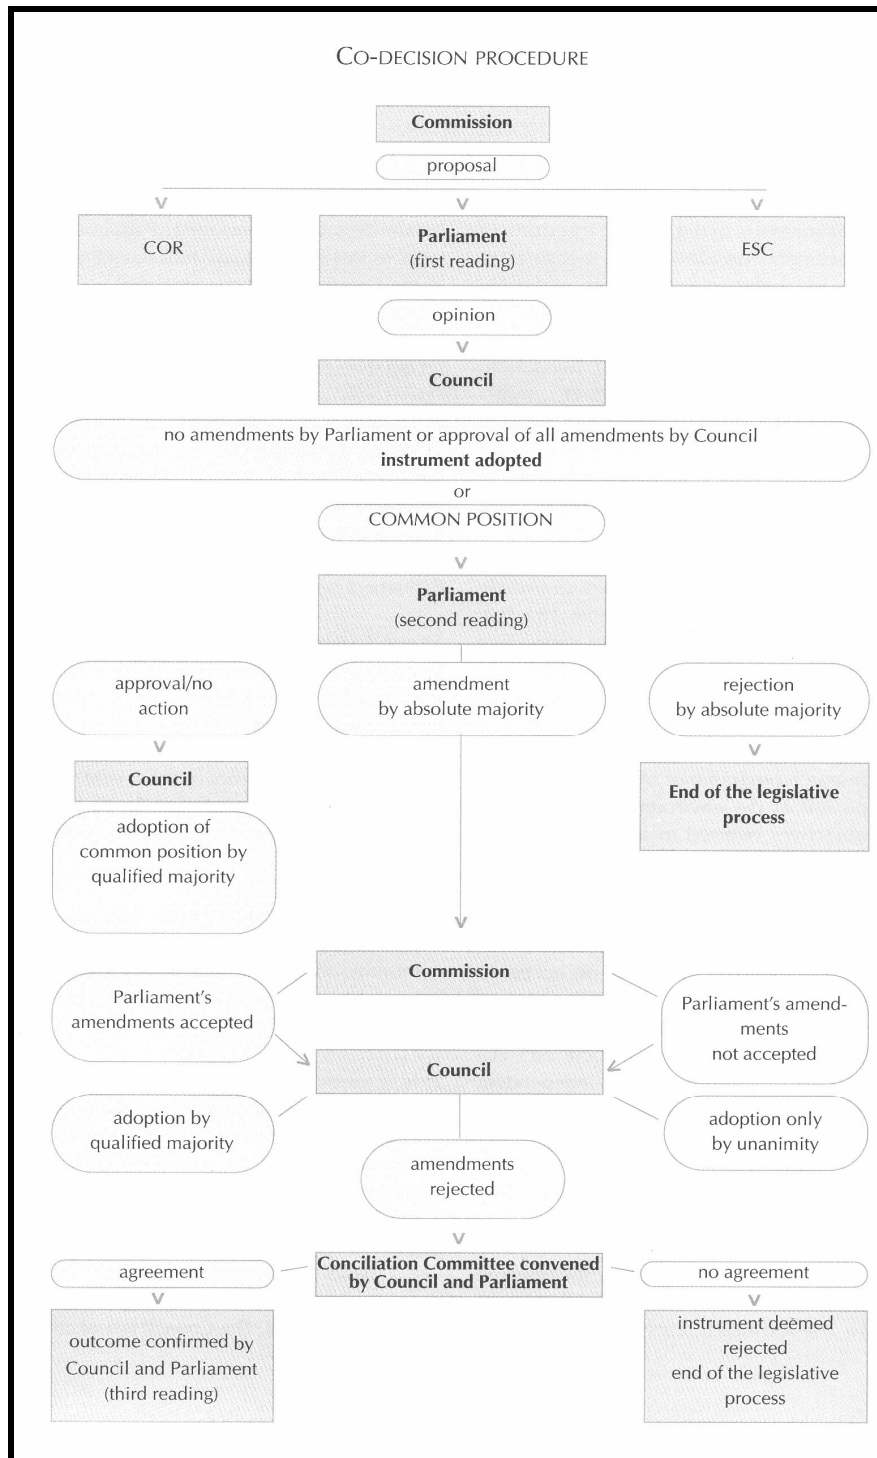 CO-DECISION PROCEDURE
Commission
proposal
COR
Parliament
(first reading)
ESC
opinion
Council
no amendments by Parliament or approval of all amendments by Council
instrument adopted
or
COMMON POSITION
Parliament
(second reading)
approval/no
action
amendment
by absolute majority
rejection
by absolute majority
Council
End of the legislative
process
adoption of
common position by
qualified majority
Commission
Parliament's
amendments accepted
Parliament's amend-
ments
not accepted
Council
adoption by
qualified majority
adoption only
by unanimity
amendments
rejected
Conciliation Committee convened
by Council and Parliament
agreement
no agreement
outcome confirmed by
Council and Parliament
(third reading)
instrument deemed
rejected
end of the legislative
process